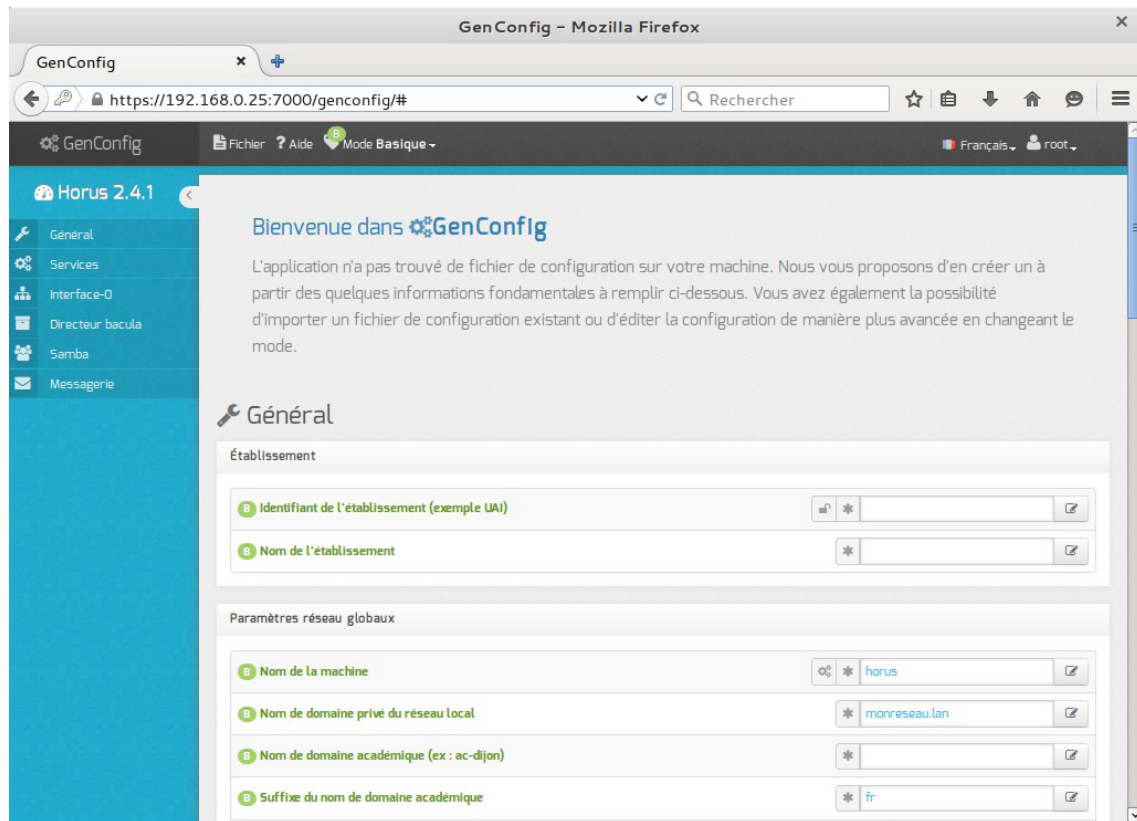 GenConfig - Mozilla Firefox
GenConfig
https://192.168.0.25:7000/genconfig/#
Rechercher
GenConfig
Fichier ? Aide B Mode Basique
Français root
Horus 2.4.1
Général
Services
Interface-0
Directeur bacula
Samba
Messagerie
Bienvenue dans GenConfig
L'application n'a pas trouvé de fichier de configuration sur votre machine. Nous vous proposons d'en créer un à
partir des quelques informations fondamentales à remplir ci-dessous. Vous avez également la possibilité
d'importer un fichier de configuration existant ou d'éditer la configuration de manière plus avancée en changeant le
mode.
Général
Établissement
B Identifiant de l'établissement (exemple UAI)
B Nom de l'établissement
Paramètres réseau globaux
B Nom de la machine
horus
B Nom de domaine privé du réseau local
monreseau.lan
B Nom de domaine académique (ex : ac-dijon)
B Suffixe du nom de domaine académique
fr